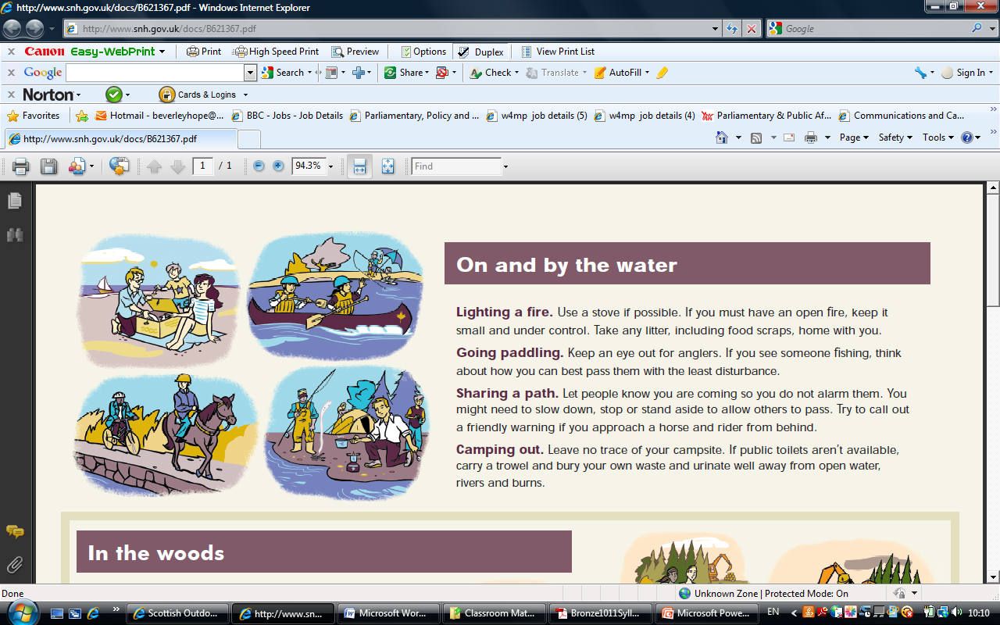 http://www.snh.gov.uk/docs/B621367.pdf - Windows Internet Explorer
http://www.snh.gov.uk/docs/B621367.pdf
Google
Canon Easy-WebPrint Print High Speed Print Preview Options Duplex View Print List
Google Search Share Check Translate AutoFill Sign In
Norton Cards & Logins
Favorites Hotmail - beverleyhope@... BBC - Jobs - Job Details Parliamentary, Policy and ... w4mp job details (5) w4mp job details (4) Parliamentary & Public Af... Communications and Ca...
http://www.snh.gov.uk/docs/B621367.pdf Page Safety Tools
1 / 1 94.3% Find
On and by the water
Lighting a fire. Use a stove if possible. If you must have an open fire, keep it
small and under control. Take any litter, including food scraps, home with you.
Going paddling. Keep an eye out for anglers. If you see someone fishing, think
about how you can best pass them with the least disturbance.
Sharing a path. Let people know you are coming so you do not alarm them. You
might need to slow down, stop or stand aside to allow others to pass. Try to call out
a friendly warning if you approach a horse and rider from behind.
Camping out. Leave no trace of your campsite. If public toilets aren't available,
carry a trowel and bury your own waste and urinate well away from open water,
rivers and burns.
In the woods
Done Unknown Zone | Protected Mode: On
Scottish Outdo... http://www.sn... Microsoft Wor... Classroom Mat... Bronze1011Syll... Microsoft Powe... EN 10:10